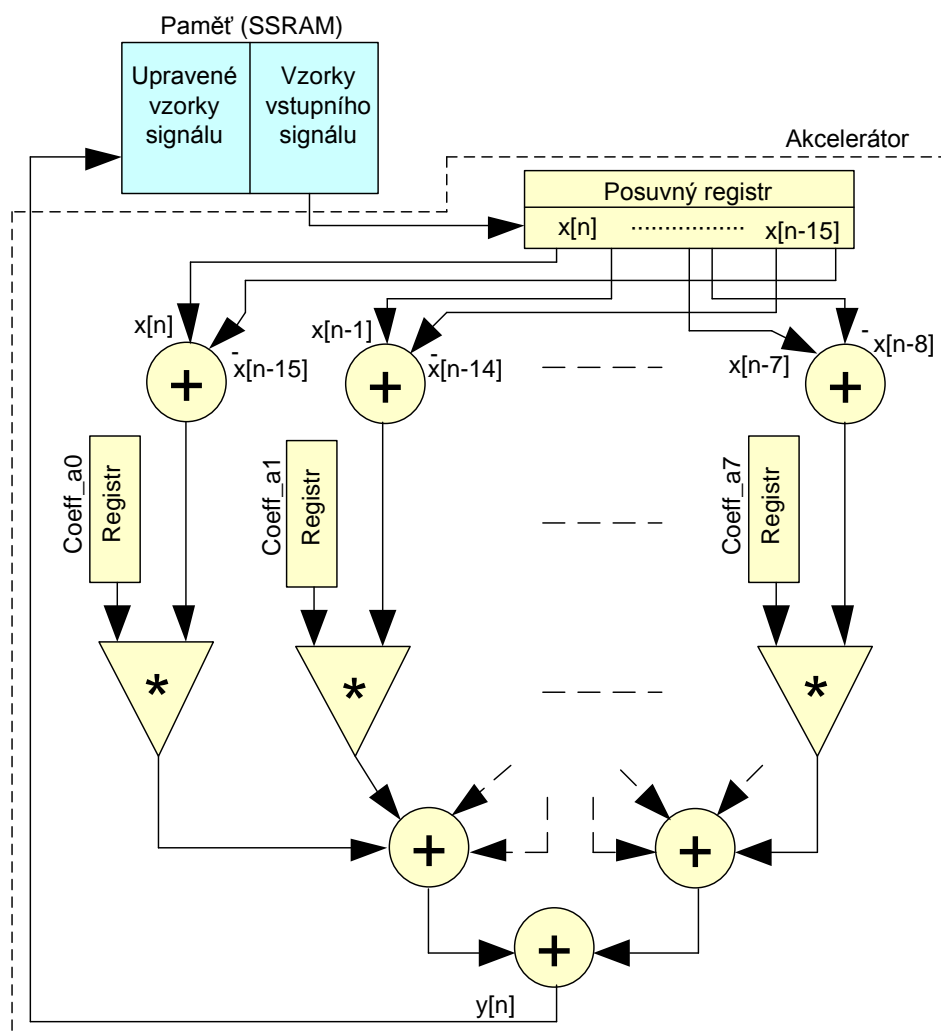 Paměť (SSRAM)
Upravené
vzorky
signálu
Vzorky
vstupního
signálu
Akcelerátor
Posuvný registr
x[n] ................. x[n-15]
x[n]
-
x[n-15]
+
x[n-1]
-
x[n-14]
+
x[n-7]
-
x[n-8]
+
Coeff_a0
Registr
Coeff_a1
Registr
Coeff_a7
Registr
*
*
*
+
+
+
y[n]